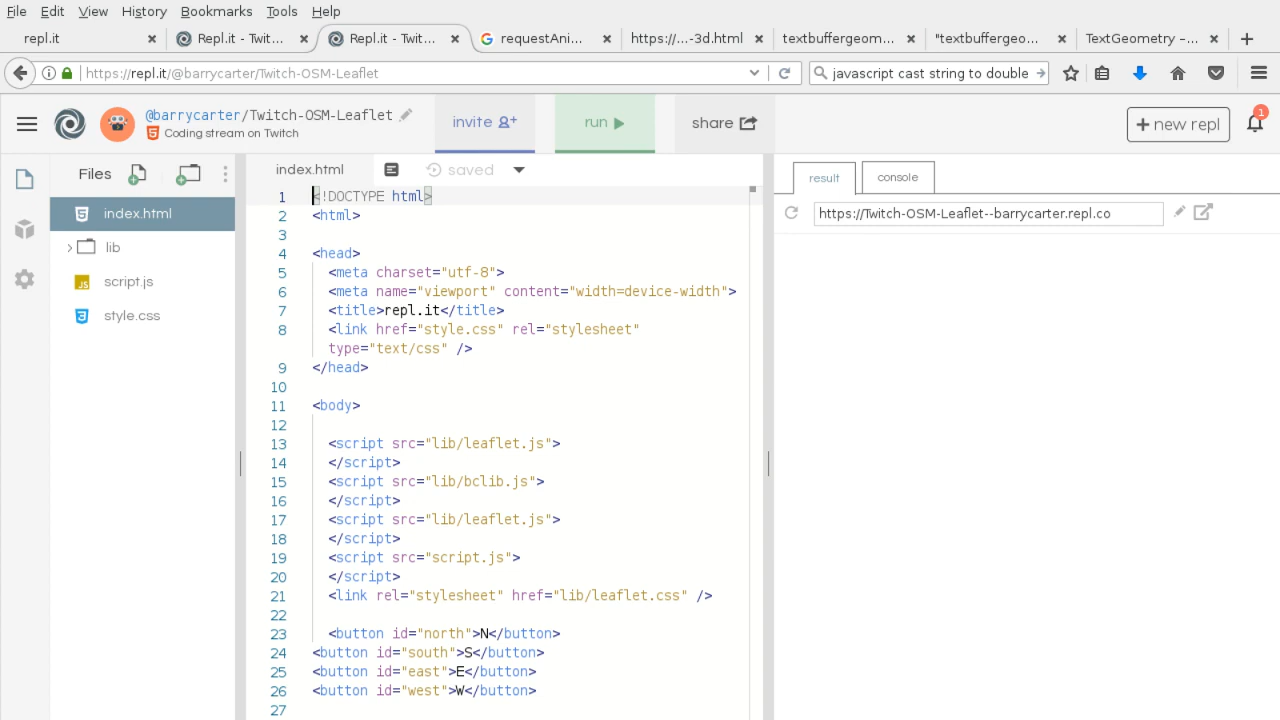 File Edit View History Bookmarks Tools Help
repl.it × Repl.it - Twit... × Repl.it - Twitc... × requestAni... × https:/...-3d.html × textbuffergeom... × "textbuffergeo... × TextGeometry –... ×
https://repl.it/@barrycarter/Twitch-OSM-Leaflet javascript cast string to double
@barrycarter/Twitch-OSM-Leaflet
Coding stream on Twitch
invite run share + new repl 1
Files index.html saved result console
index.html
lib
script.js
style.css
https://Twitch-OSM-Leaflet--barrycarter.repl.co
1 <!DOCTYPE html>
2 <html>
3
4 <head>
5 <meta charset="utf-8">
6 <meta name="viewport" content="width=device-width">
7 <title>repl.it</title>
8 <link href="style.css" rel="stylesheet"
type="text/css" />
9 </head>
10
11 <body>
12
13 <script src="lib/leaflet.js">
14 </script>
15 <script src="lib/bclib.js">
16 </script>
17 <script src="lib/leaflet.js">
18 </script>
19 <script src="script.js">
20 </script>
21 <link rel="stylesheet" href="lib/leaflet.css" />
22
23 <button id="north">N</button>
24 <button id="south">S</button>
25 <button id="east">E</button>
26 <button id="west">W</button>
27